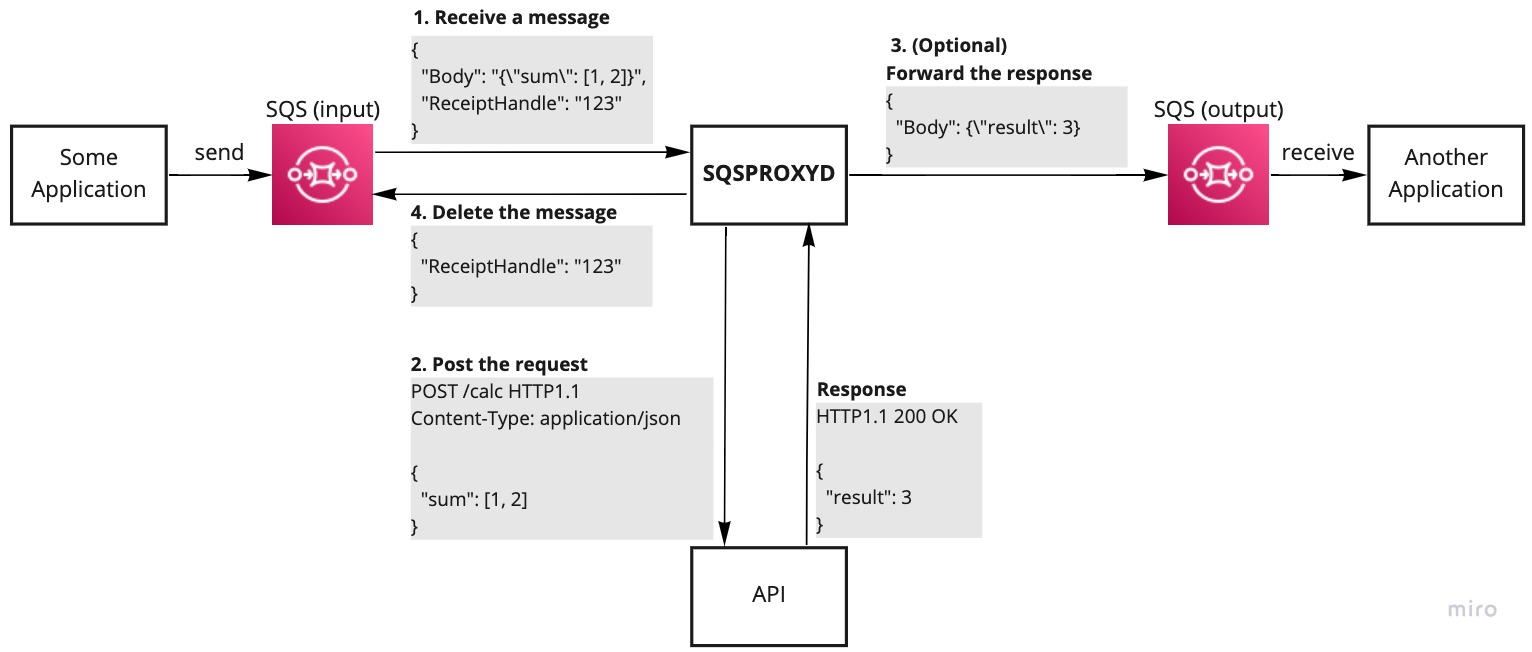 1. Receive a message
{
"Body": "{\"sum\": [1, 2]}",
"ReceiptHandle": "123"
}
3. (Optional)
Forward the response
{
"Body": {\"result\": 3}
}
SQS (input)
SQS (output)
Some
Application
send
SQSPROXYD
receive
Another
Application
4. Delete the message
{
"ReceiptHandle": "123"
}
2. Post the request
POST /calc HTTP1.1
Content-Type: application/json
{
"sum": [1, 2]
}
Response
HTTP1.1 200 OK
{
"result": 3
}
API
miro